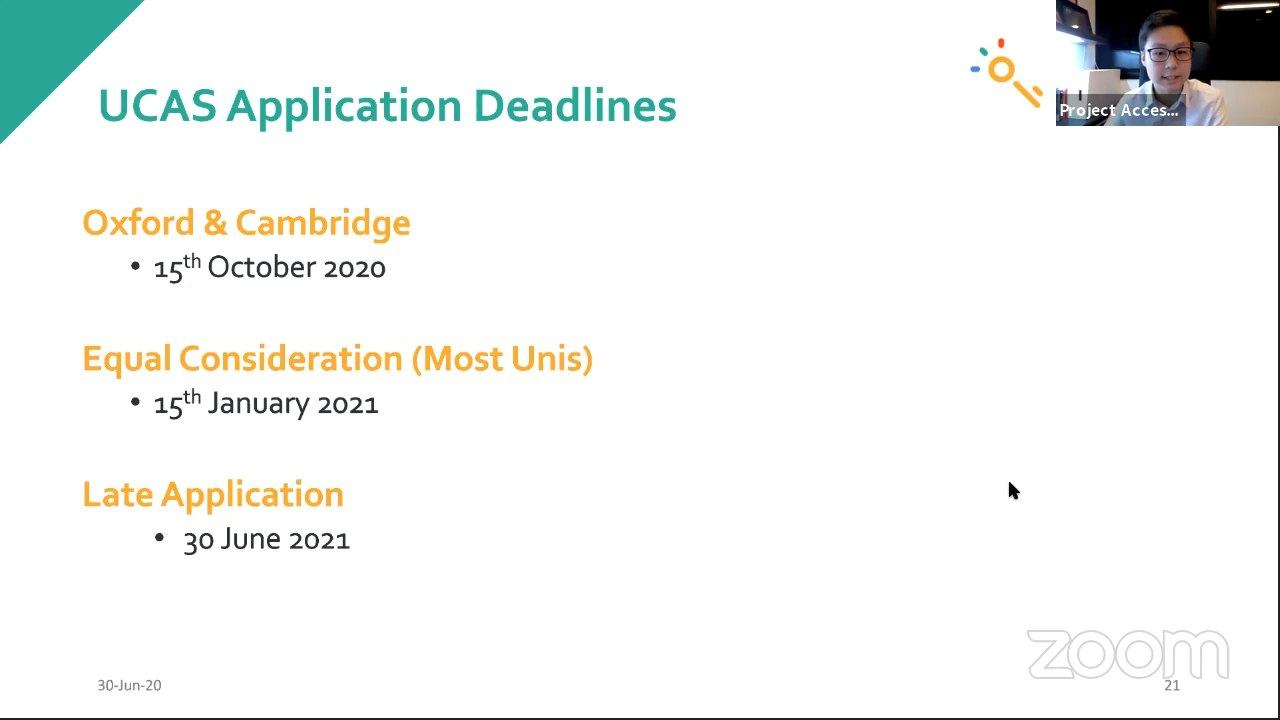 UCAS Application Deadlines
Project Acces...
Oxford & Cambridge
• 15th October 2020
Equal Consideration (Most Unis)
• 15th January 2021
Late Application
• 30 June 2021
zoom
30-Jun-20
21